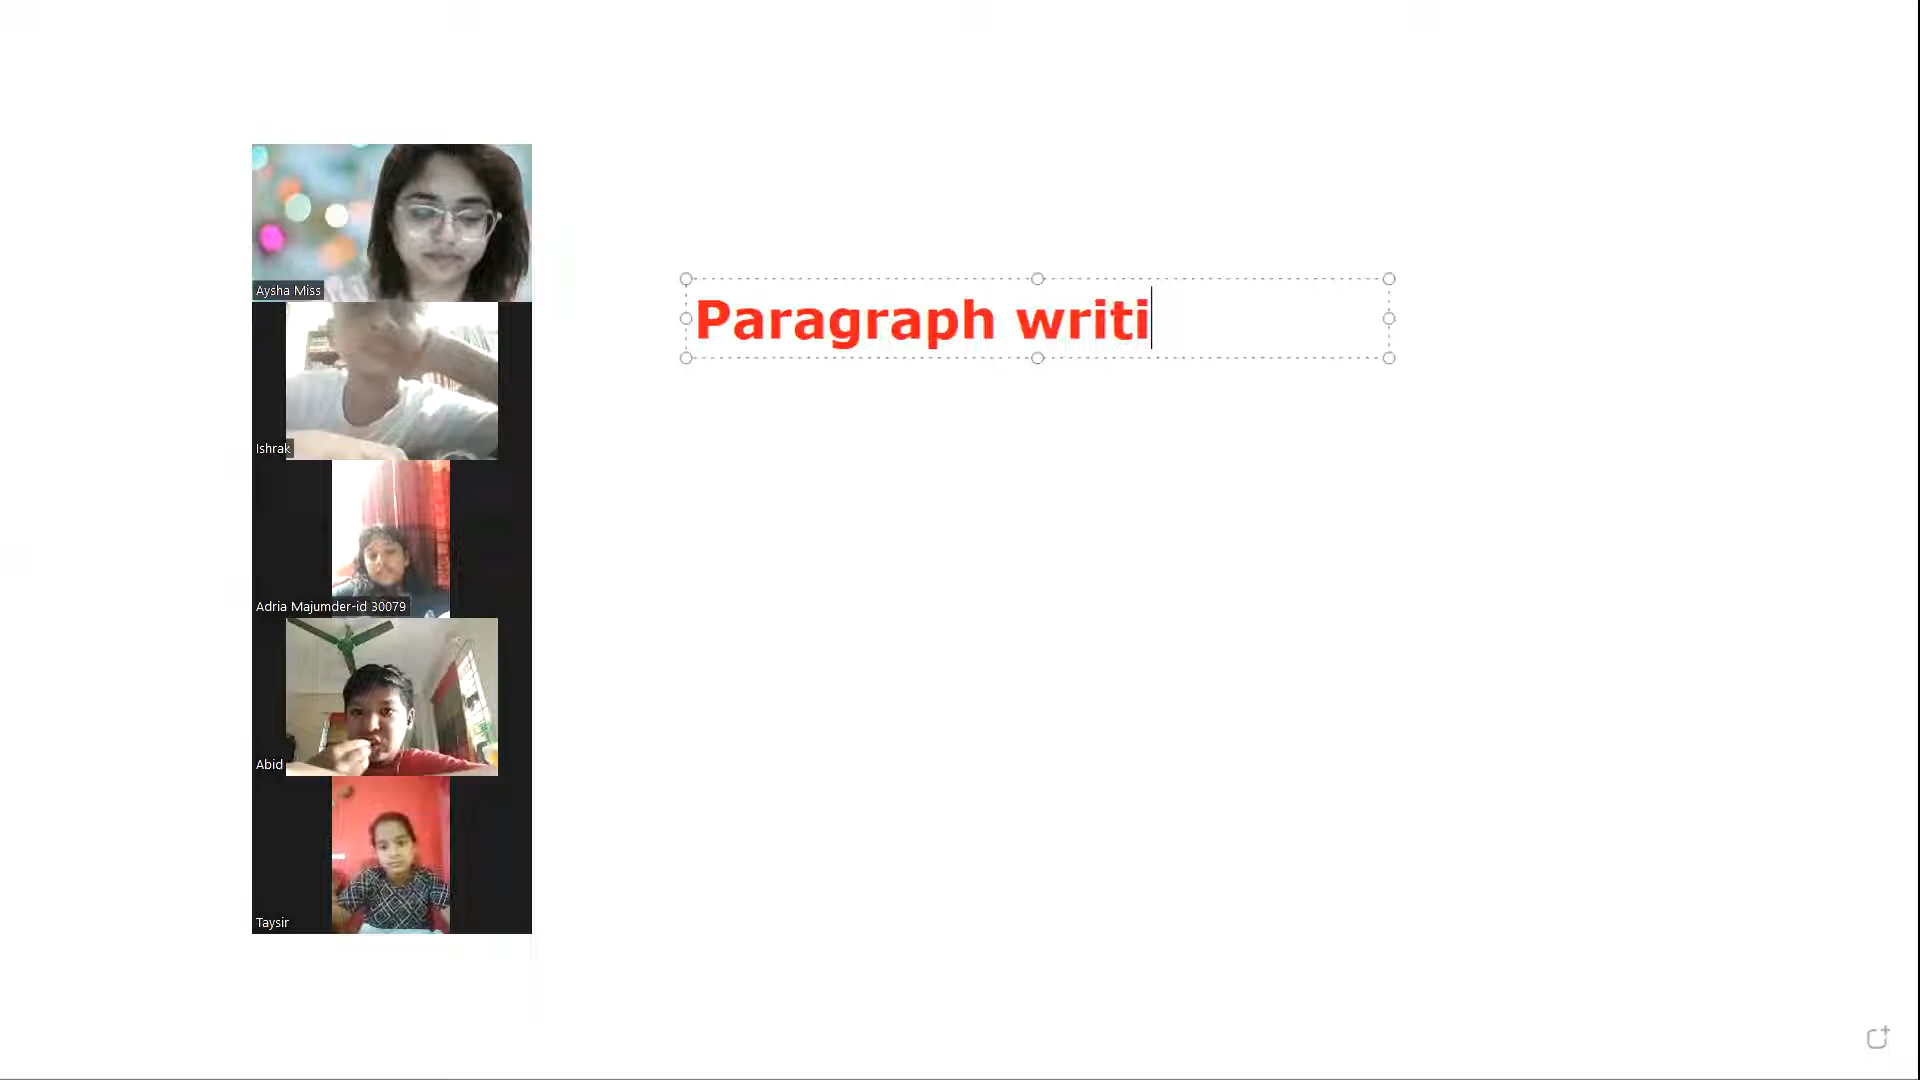 Aysha Miss
Paragraph writi
Ishrak
Adria Majumder-id 30079
Abid
Taysir